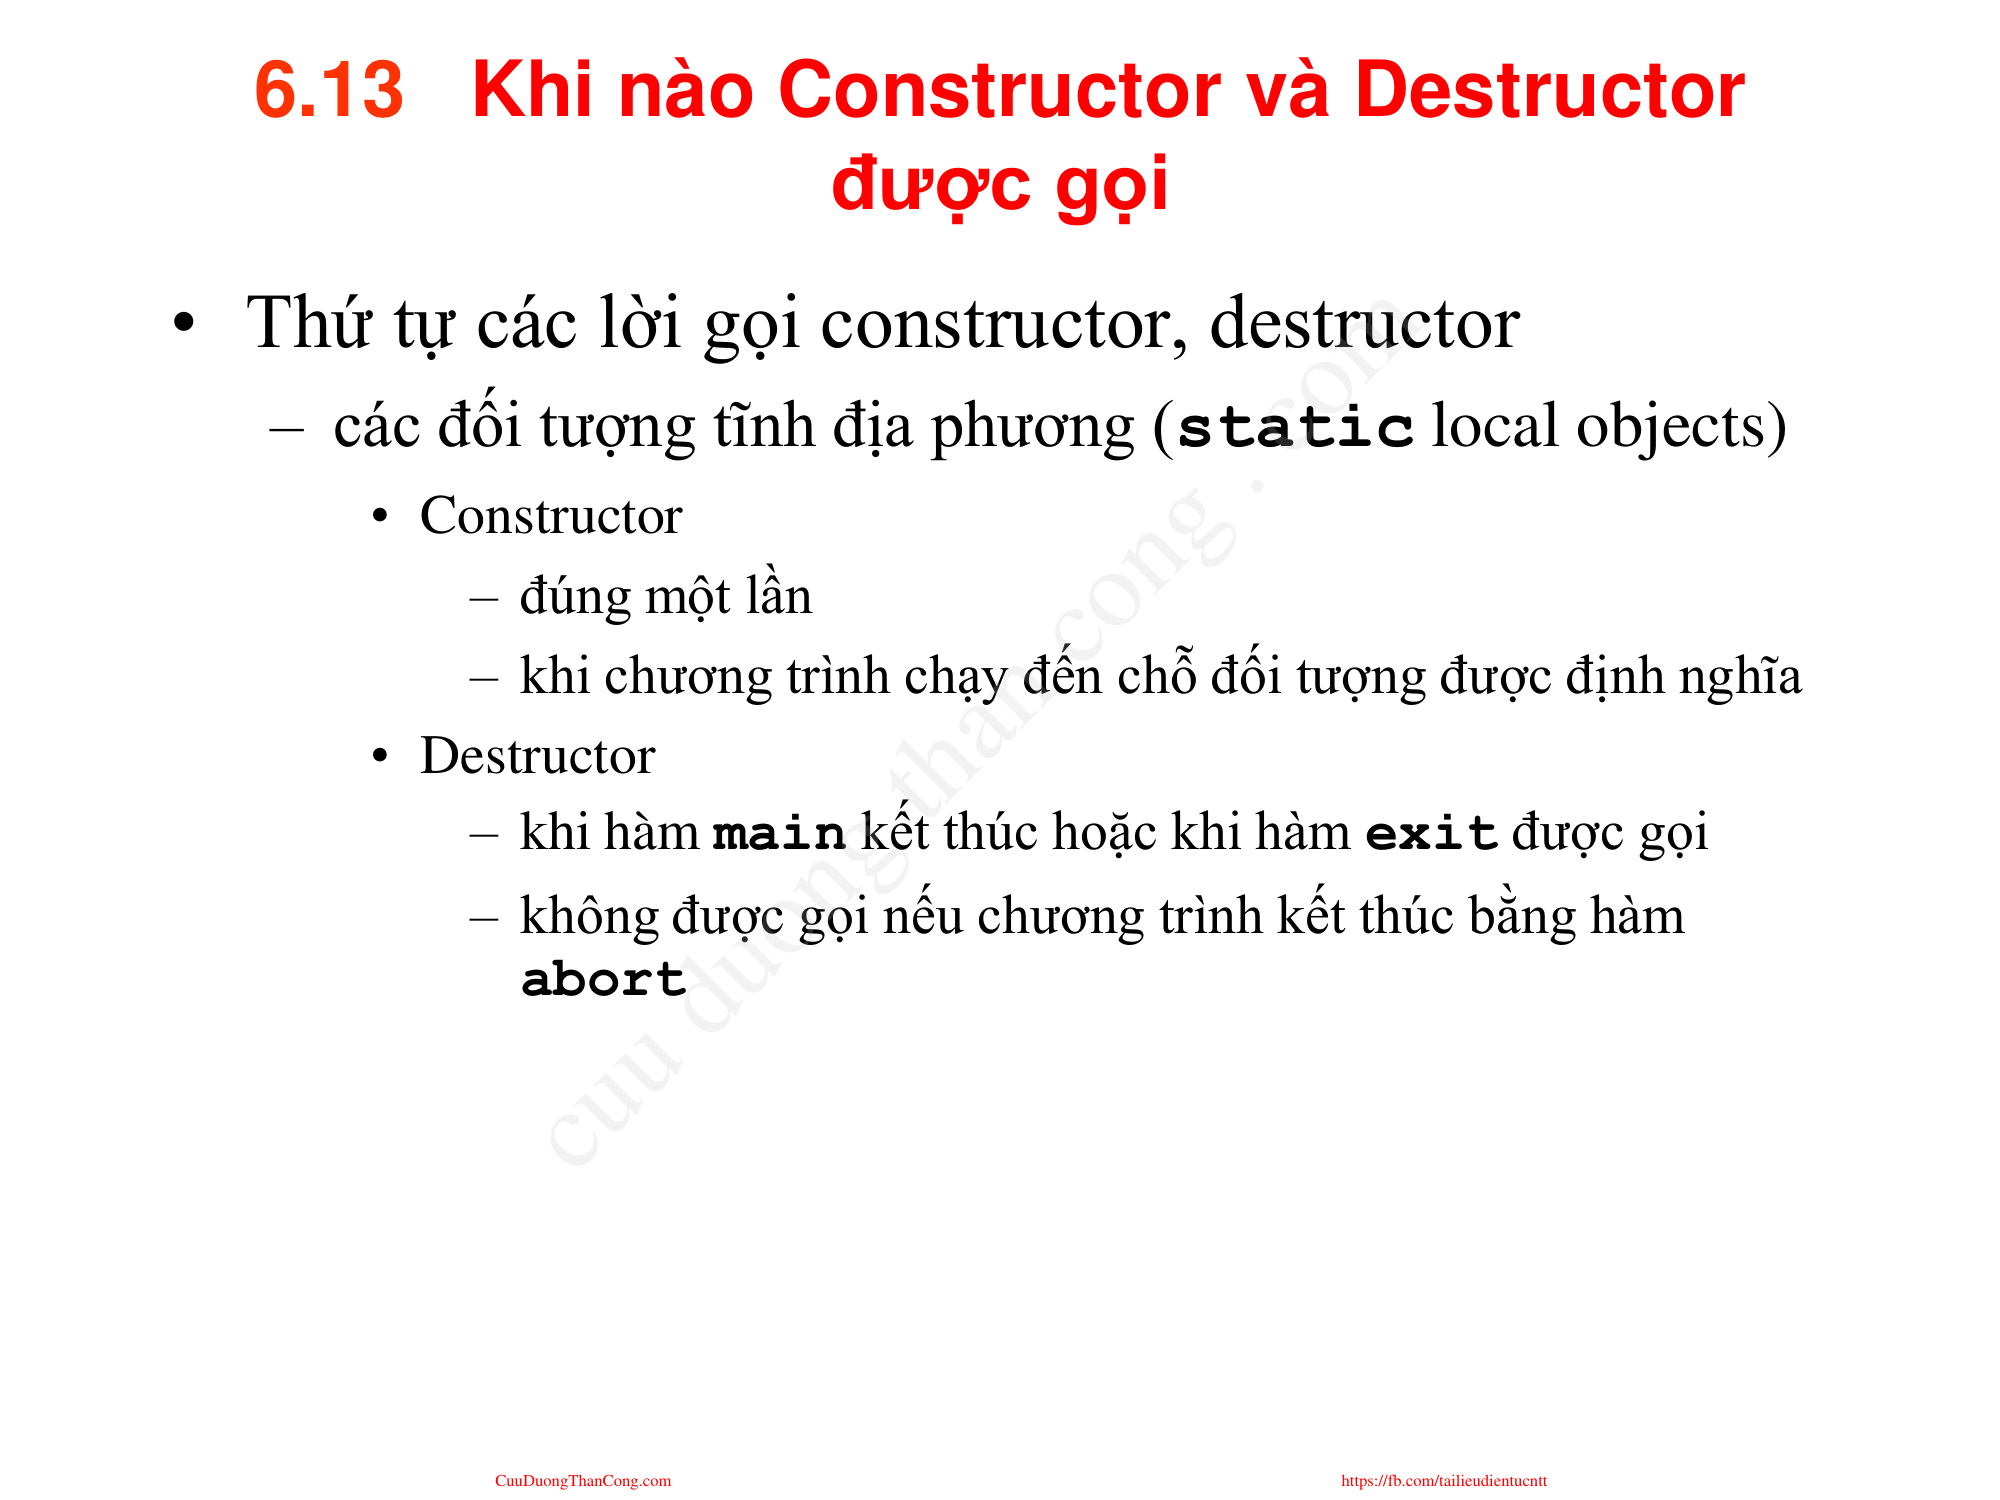 6.13 Khi nào Constructor và Destructor
được gọi
• Thứ tự các lời gọi constructor, destructor
– các đối tượng tĩnh địa phương (static local objects)
• Constructor
– đúng một lần
– khi chương trình chạy đến chỗ đối tượng được định nghĩa
• Destructor
– khi hàm main kết thúc hoặc khi hàm exit được gọi
– không được gọi nếu chương trình kết thúc bằng hàm
abort
cuu duong than cong . com
CuuDuongThanCong.com
https://fb.com/tailieudientucntt